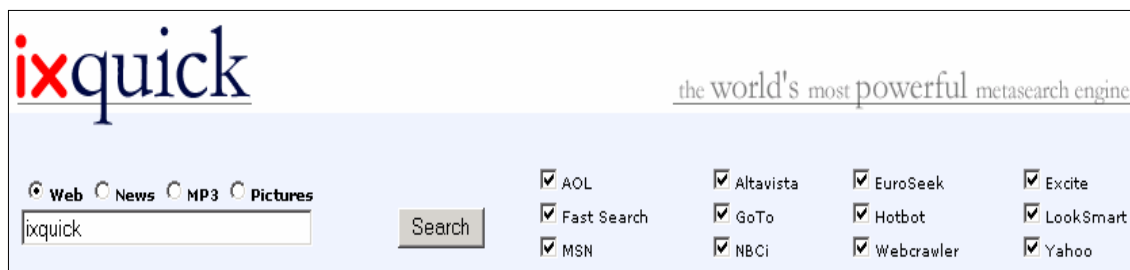 ixquick
the world's most powerful metasearch engine
Web News MP3 Pictures
ixquick
Search
AOL Altavista EuroSeek Excite
Fast Search GoTo Hotbot LookSmart
MSN NBCi Webcrawler Yahoo